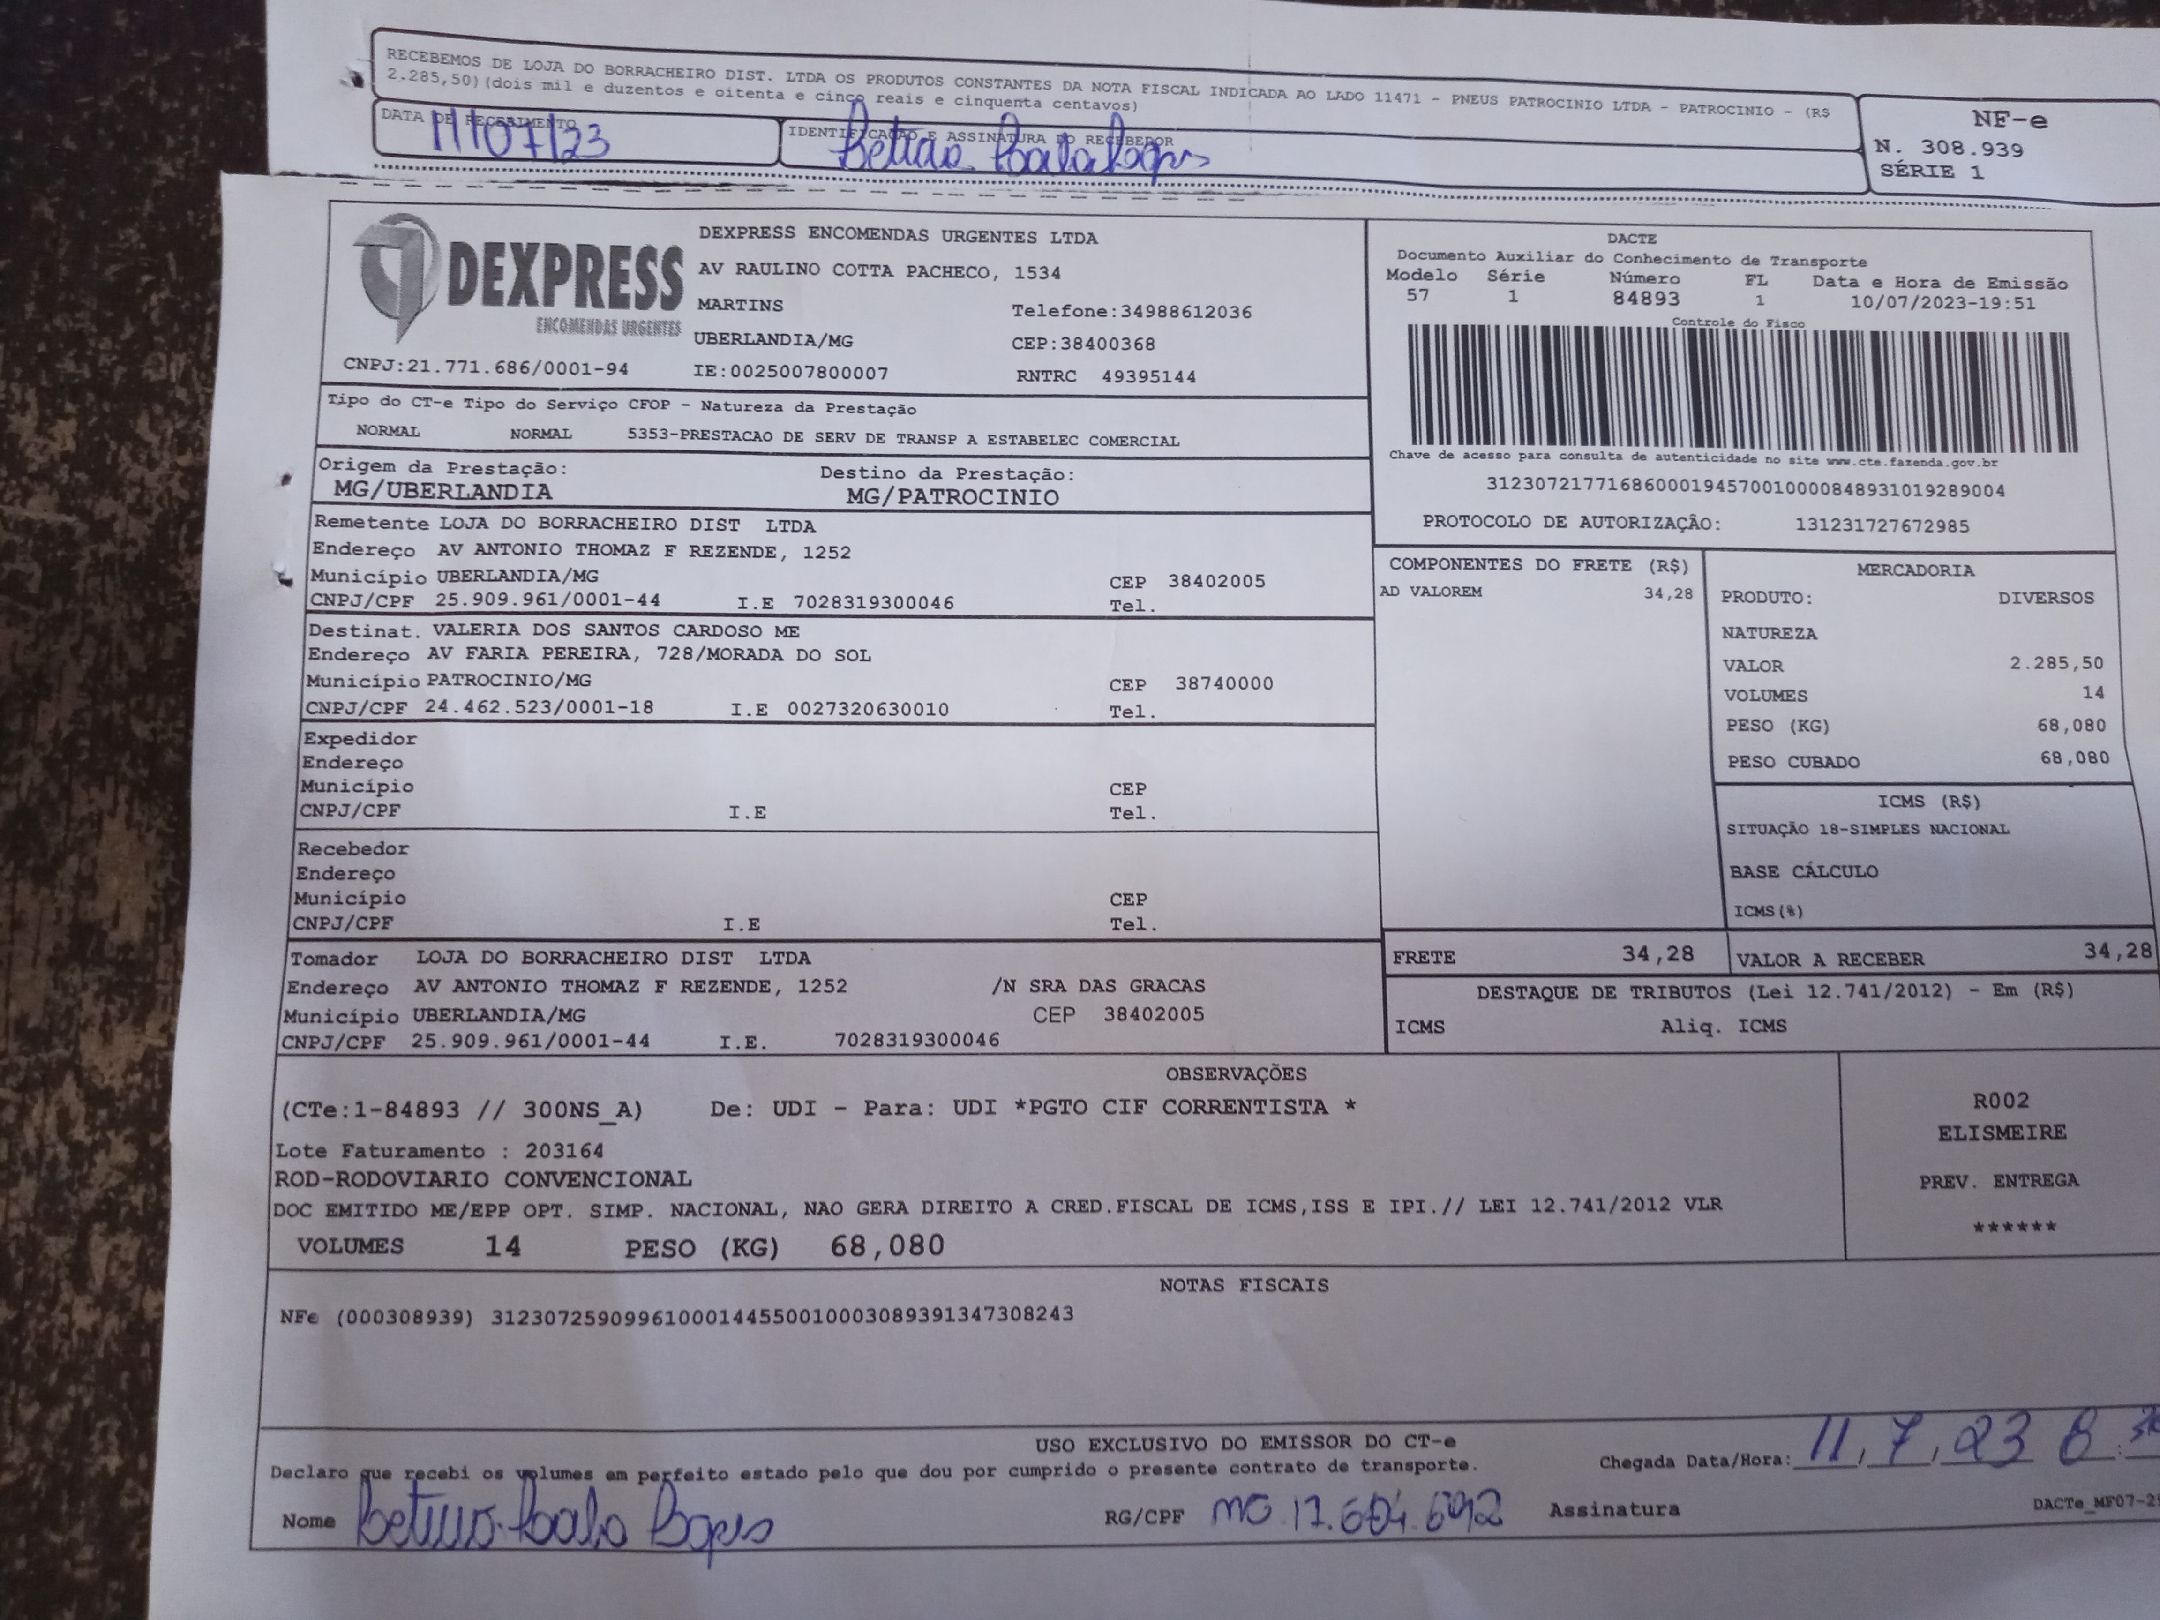 RECEBEMOS DE LOJA DO BORRACHEIRO DIST. LTDA OS PRODUTOS CONSTANTES DA NOTA FISCAL INDICADA AO LADO 11471 - PNEUS PATROCINIO LTDA - PATROCINIO - (R$
2.285,50)(dois mil e duzentos e oitenta e cinco reais e cinquenta centavos)
DATA DE RECEBIMENTO
11/07/23
IDENTIFICAÇÃO E ASSINATURA DO RECEBEDOR
NF-e
N. 308.939
SÉRIE 1
DEXPRESS
ENCOMENDAS URGENTES
CNPJ:21.771.686/0001-94
DEXPRESS ENCOMENDAS URGENTES LTDA
AV RAULINO COTTA PACHECO, 1534
MARTINS Telefone:34988612036
UBERLANDIA/MG CEP:38400368
IE:0025007800007 RNTRC 49395144
DACTE
Documento Auxiliar do Conhecimento de Transporte
Modelo Série Número FL Data e Hora de Emissão
57 1 84893 1 10/07/2023-19:51
Controle do Fisco
Chave de acesso para consulta de autenticidade no site www.cte.fazenda.gov.br
31230721771686000194570010000848931019289004
PROTOCOLO DE AUTORIZAÇÃO: 131231727672985
Tipo do CT-e Tipo do Serviço CFOP - Natureza da Prestação
NORMAL NORMAL 5353-PRESTACAO DE SERV DE TRANSP A ESTABELEC COMERCIAL
Origem da Prestação: Destino da Prestação:
MG/UBERLANDIA MG/PATROCINIO
Remetente LOJA DO BORRACHEIRO DIST LTDA
Endereço AV ANTONIO THOMAZ F REZENDE, 1252
Município UBERLANDIA/MG CEP 38402005
CNPJ/CPF 25.909.961/0001-44 I.E 7028319300046 Tel.
Destinat. VALERIA DOS SANTOS CARDOSO ME
Endereço AV FARIA PEREIRA, 728/MORADA DO SOL
Município PATROCINIO/MG CEP 38740000
CNPJ/CPF 24.462.523/0001-18 I.E 0027320630010 Tel.
Expedidor
Endereço
Município CEP
CNPJ/CPF I.E Tel.
Recebedor
Endereço
Município CEP
CNPJ/CPF I.E Tel.
Tomador LOJA DO BORRACHEIRO DIST LTDA
Endereço AV ANTONIO THOMAZ F REZENDE, 1252 /N SRA DAS GRACAS
Município UBERLANDIA/MG CEP 38402005
CNPJ/CPF 25.909.961/0001-44 I.E. 7028319300046
COMPONENTES DO FRETE (R$)
AD VALOREM 34,28
MERCADORIA
PRODUTO: DIVERSOS
NATUREZA
VALOR 2.285,50
VOLUMES 14
PESO (KG) 68,080
PESO CUBADO 68,080
ICMS (R$)
SITUAÇÃO 18-SIMPLES NACIONAL
BASE CÁLCULO
ICMS(%)
FRETE 34,28 VALOR A RECEBER 34,28
DESTAQUE DE TRIBUTOS (Lei 12.741/2012) - Em (R$)
ICMS Aliq. ICMS
OBSERVAÇÕES
(CTe:1-84893 // 300NS_A) De: UDI - Para: UDI *PGTO CIF CORRENTISTA *
Lote Faturamento : 203164
ROD-RODOVIARIO CONVENCIONAL
DOC EMITIDO ME/EPP OPT. SIMP. NACIONAL, NAO GERA DIREITO A CRED.FISCAL DE ICMS,ISS E IPI.// LEI 12.741/2012 VLR
VOLUMES 14 PESO (KG) 68,080
R002
ELISMEIRE
PREV. ENTREGA
******
NOTAS FISCAIS
NFe (000308939) 31230725909961000144550010003089391347308243
USO EXCLUSIVO DO EMISSOR DO CT-e
Declaro que recebi os volumes em perfeito estado pelo que dou por cumprido o presente contrato de transporte.
Chegada Data/Hora: 11,7,23 8:
Nome
RG/CPF MG.17.604.692 Assinatura